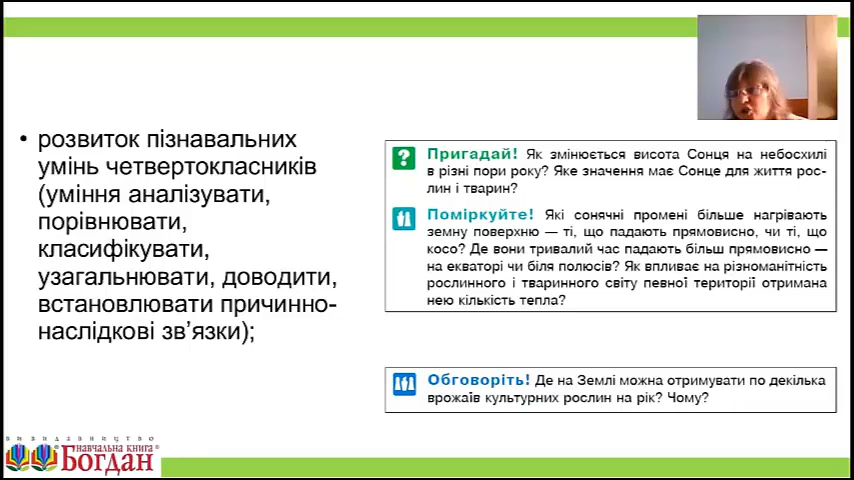 • розвиток пізнавальних
умінь четвертокласників
(уміння аналізувати,
порівнювати,
класифікувати,
узагальнювати, доводити,
встановлювати причинно-
наслідкові зв’язки);
? Пригадай! Як змінюється висота Сонця на небосхилі
в різні пори року? Яке значення має Сонце для життя рос-
лин і тварин?
Поміркуйте! Які сонячні промені більше нагрівають
земну поверхню — ті, що падають прямовисно, чи ті, що
косо? Де вони тривалий час падають більш прямовисно —
на екваторі чи біля полюсів? Як впливає на різноманітність
рослинного і тваринного світу певної території отримана
нею кількість тепла?
Обговоріть! Де на Землі можна отримувати по декілька
врожаїв культурних рослин на рік? Чому?
видавництво
навчальна книга
Богдан